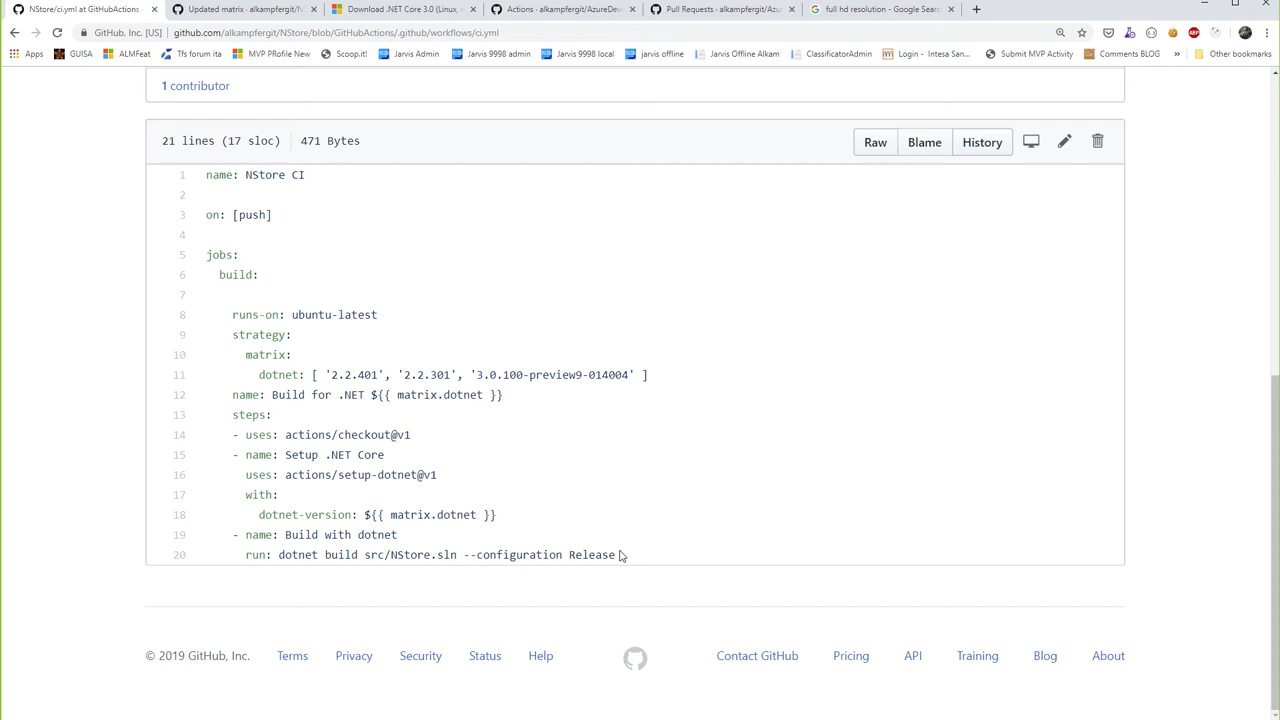 NStore/ci.yml at GitHubActions
Updated matrix - alkampfergit/NS
Download .NET Core 3.0 (Linux, m
Actions - alkampfergit/AzureDev
Pull Requests - alkampfergit/Azur
full hd resolution - Google Searc
GitHub, Inc. [US]
github.com/alkampfergit/NStore/blob/GitHubActions/.github/workflows/ci.yml
Apps
GUISA
ALMFeat
Tfs forum ita
MVP PRofile New
Scoop.it!
Jarvis Admin
Jarvis 9998 admin
Jarvis 9998 local
jarvis offline
Jarvis Offline Alkam
ClassificatorAdmin
Login - Intesa San...
Submit MVP Activity
Comments BLOG
»
Other bookmarks
1 contributor
21 lines (17 sloc)
471 Bytes
Raw
Blame
History
1 name: NStore CI
2
3 on: [push]
4
5 jobs:
6 build:
7
8 runs-on: ubuntu-latest
9 strategy:
10 matrix:
11 dotnet: [ '2.2.401', '2.2.301', '3.0.100-preview9-014004' ]
12 name: Build for .NET ${{ matrix.dotnet }}
13 steps:
14 - uses: actions/checkout@v1
15 - name: Setup .NET Core
16 uses: actions/setup-dotnet@v1
17 with:
18 dotnet-version: ${{ matrix.dotnet }}
19 - name: Build with dotnet
20 run: dotnet build src/NStore.sln --configuration Release
© 2019 GitHub, Inc.
Terms
Privacy
Security
Status
Help
Contact GitHub
Pricing
API
Training
Blog
About